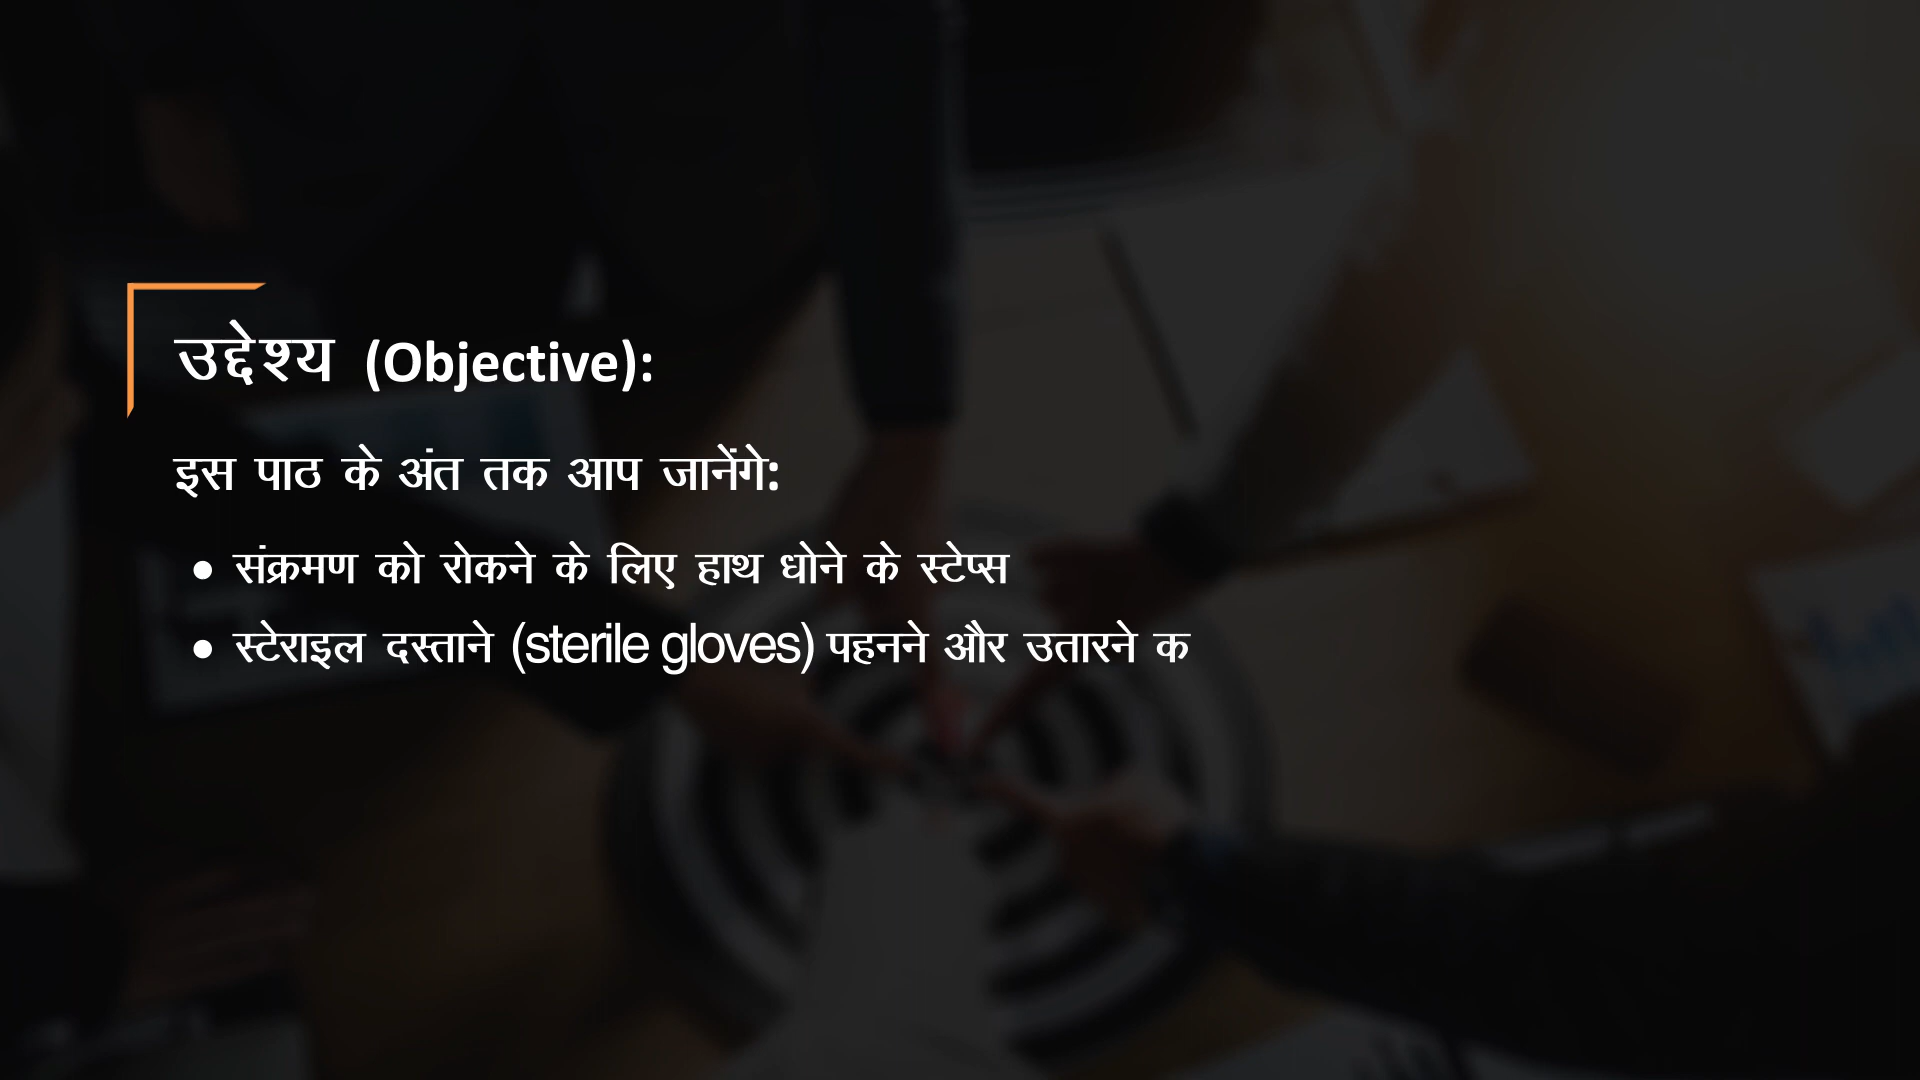 उद्देश्य (Objective):
इस पाठ के अंत तक आप जानेंगे:
• संक्रमण को रोकने के लिए हाथ धोने के स्टेप्स
• स्टेराइल दस्ताने (sterile gloves) पहनने और उतारने क